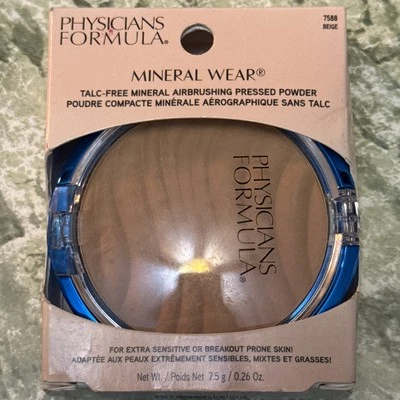 PHYSICIANS
FORMULA®
7588
BEIGE
MINERAL WEAR®
TALC-FREE MINERAL AIRBRUSHING PRESSED POWDER
POUDRE COMPACTE MINÉRALE AÉROGRAPHIQUE SANS TALC
PHYSICIANS
FORMULA®
FOR EXTRA SENSITIVE OR BREAKOUT PRONE SKIN!
ADAPTÉE AUX PEAUX EXTRÊMEMENT SENSIBLES, MIXTES ET GRASSES!
Net Wt. / Poids Net 7.5 g / 0.26 Oz.